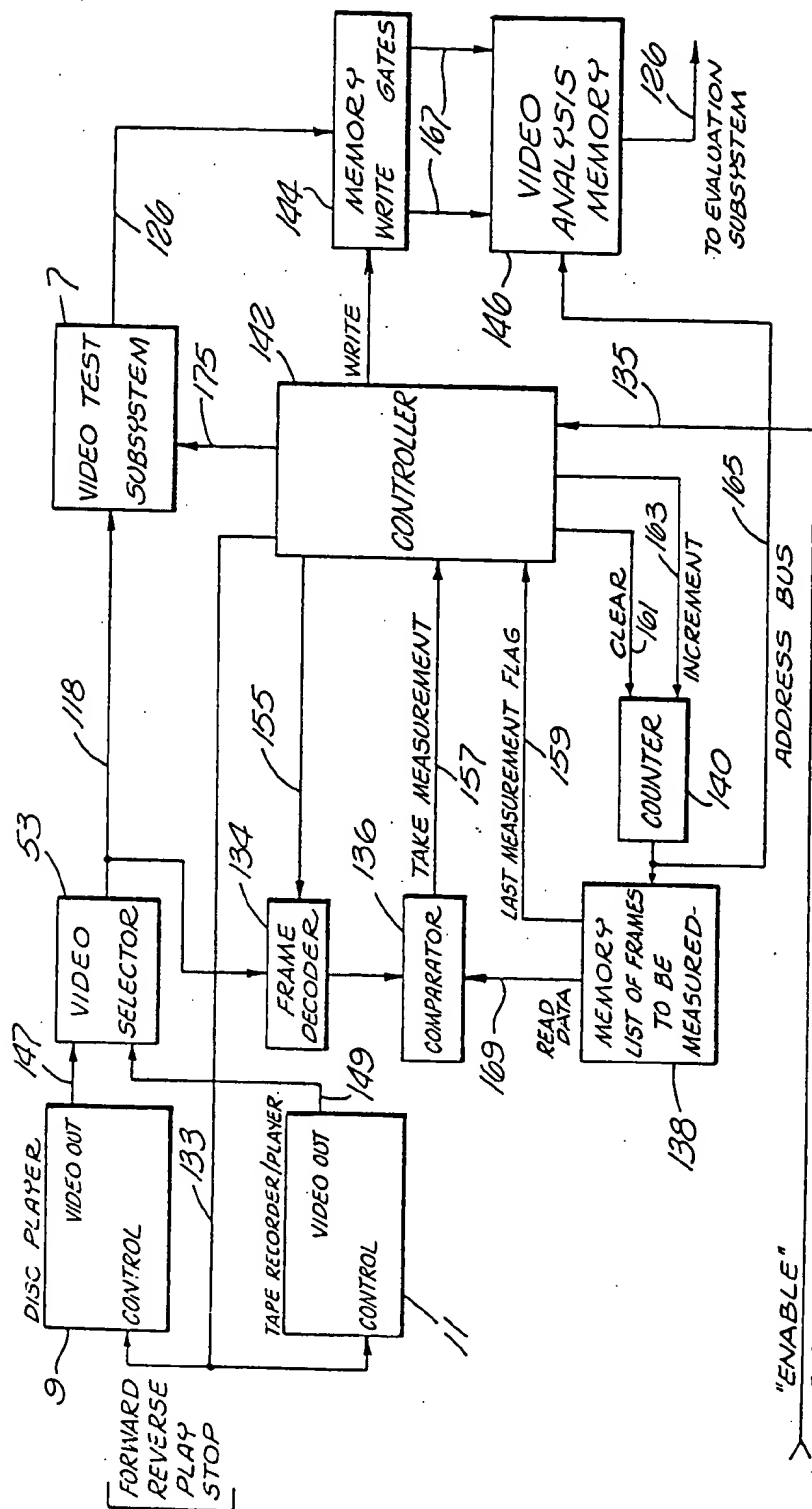 DISC PLAYER
VIDEO OUT
CONTROL
9
FORWARD
REVERSE
PLAY
STOP
TAPE RECORDER/PLAYER
VIDEO OUT
CONTROL
11
147
149
133
VIDEO
SELECTOR
53
118
FRAME
DECODER
134
155
COMPARATOR
136
TAKE MEASUREMENT
157
LAST MEASUREMENT FLAG
159
READ
DATA
169
MEMORY
LIST OF FRAMES
TO BE
MEASURED-
138
COUNTER
140
CLEAR
161
INCREMENT
163
CONTROLLER
142
VIDEO TEST
SUBSYSTEM
7
175
126
WRITE
MEMORY
WRITE GATES
144
167
VIDEO
ANALYSIS
MEMORY
146
126
TO EVALUATION
SUBSYSTEM
135
165
ADDRESS BUS
"ENABLE"